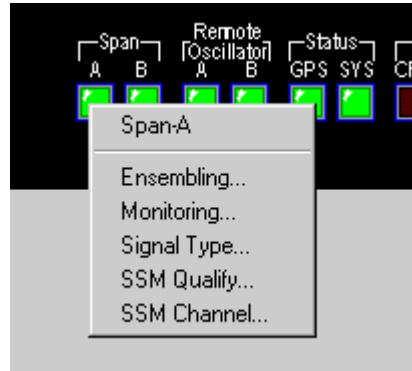 Span Remote Oscillator Status
A B A B GPS SYS
Span-A
Ensembling...
Monitoring...
Signal Type...
SSM Qualify...
SSM Channel...